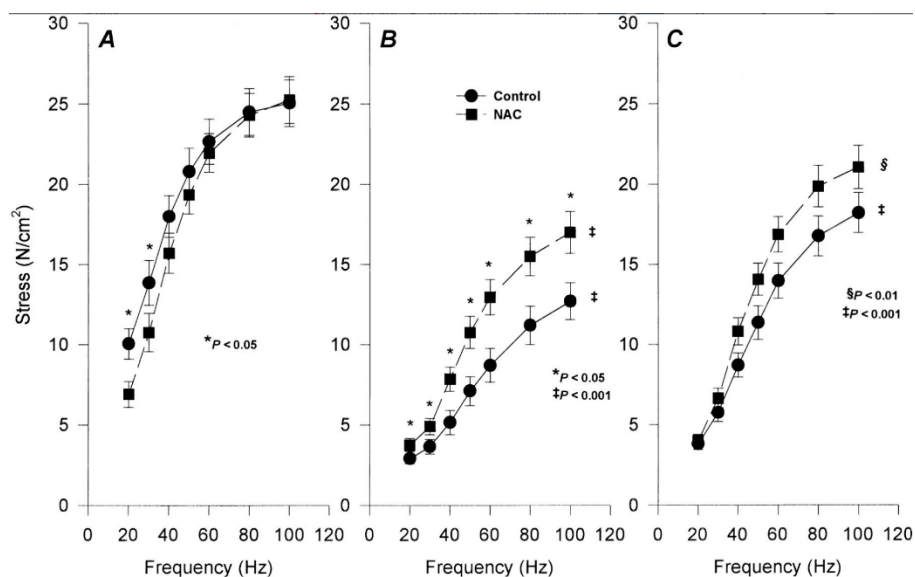 A
B
C
Stress (N/cm²)
30
25
20
15
10
5
0
* *
*P < 0.05
0 20 40 60 80 100 120
Frequency (Hz)
30
25
20
15
10
5
0
Control
NAC
* * * * * * *
‡
‡
*P < 0.05
‡P < 0.001
0 20 40 60 80 100 120
Frequency (Hz)
30
25
20
15
10
5
0
§
‡
§P < 0.01
‡P < 0.001
0 20 40 60 80 100 120
Frequency (Hz)